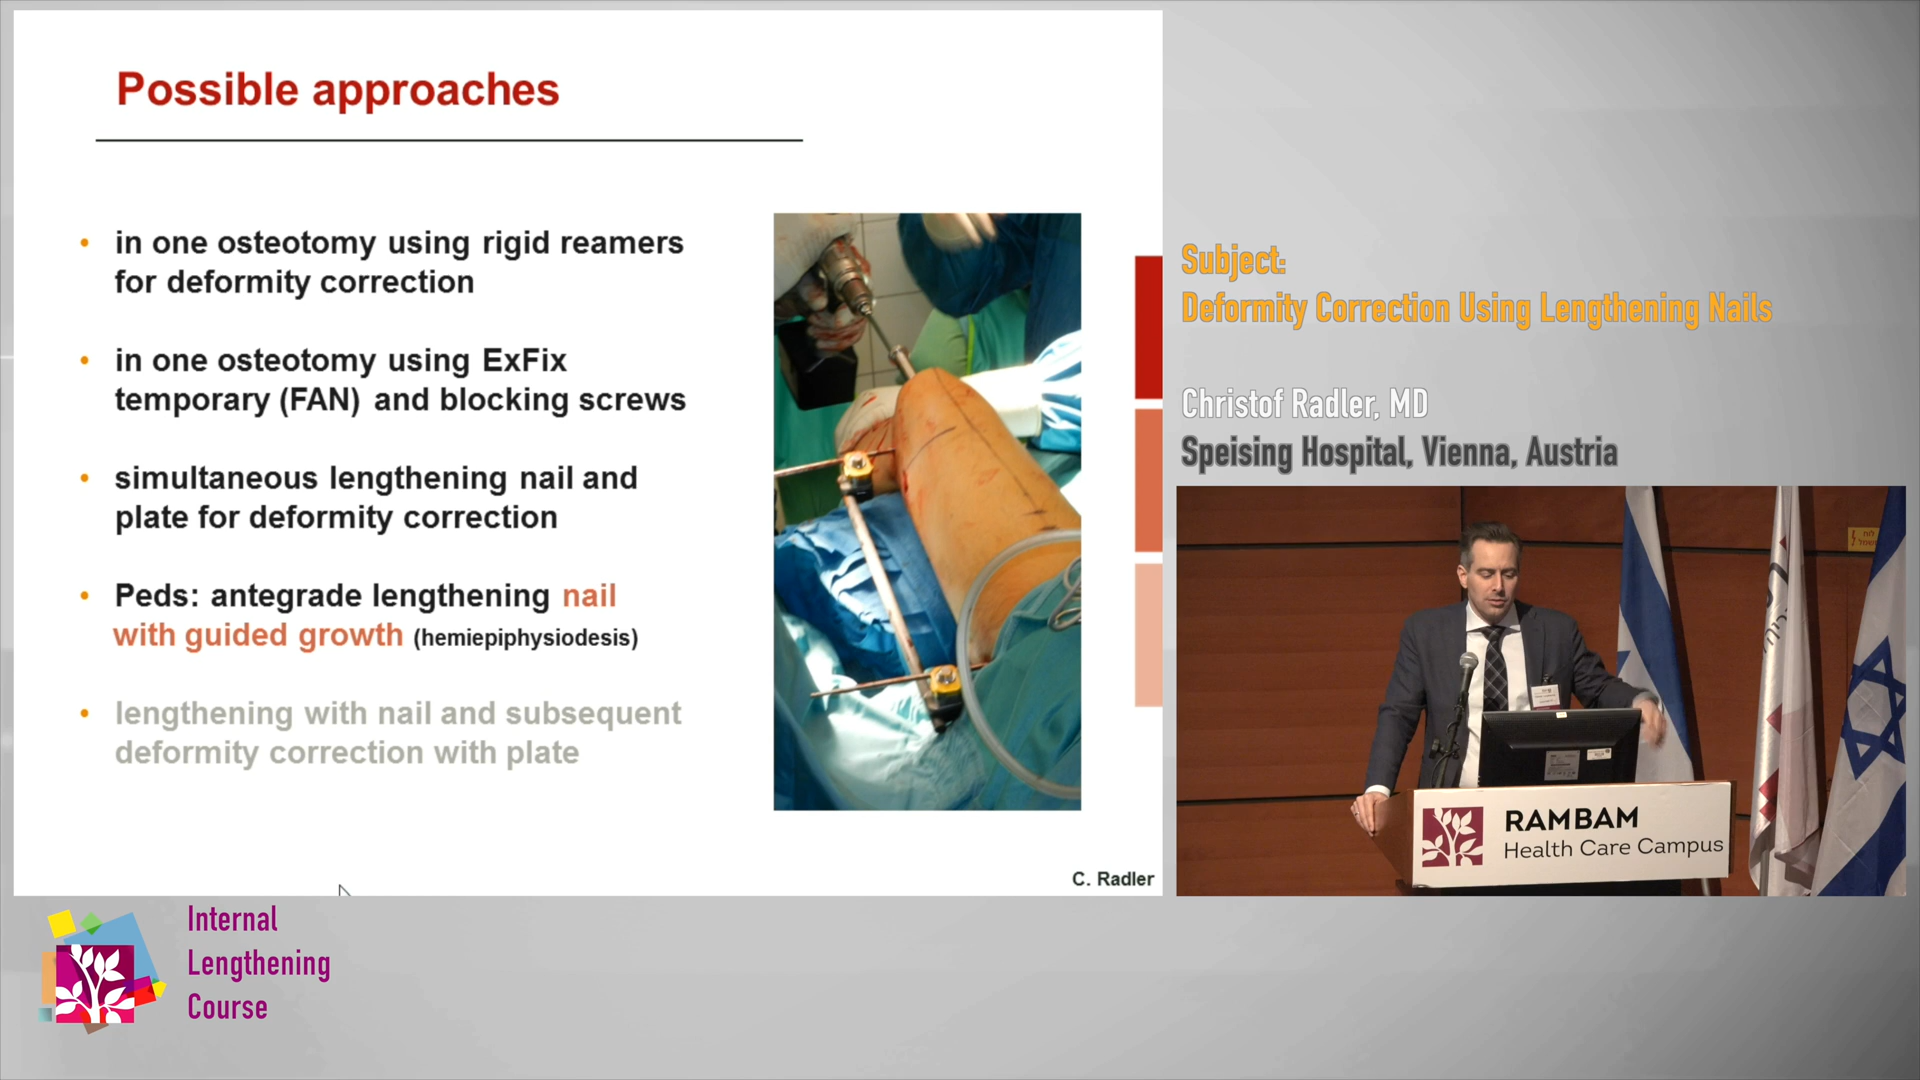 Possible approaches
• in one osteotomy using rigid reamers
for deformity correction
• in one osteotomy using ExFix
temporary (FAN) and blocking screws
• simultaneous lengthening nail and
plate for deformity correction
• Peds: antegrade lengthening nail
with guided growth (hemiepiphysiodesis)
• lengthening with nail and subsequent
deformity correction with plate
C. Radler
Subject:
Deformity Correction Using Lengthening Nails
Christof Radler, MD
Speising Hospital, Vienna, Austria
RAMBAM
Health Care Campus
Internal
Lengthening
Course